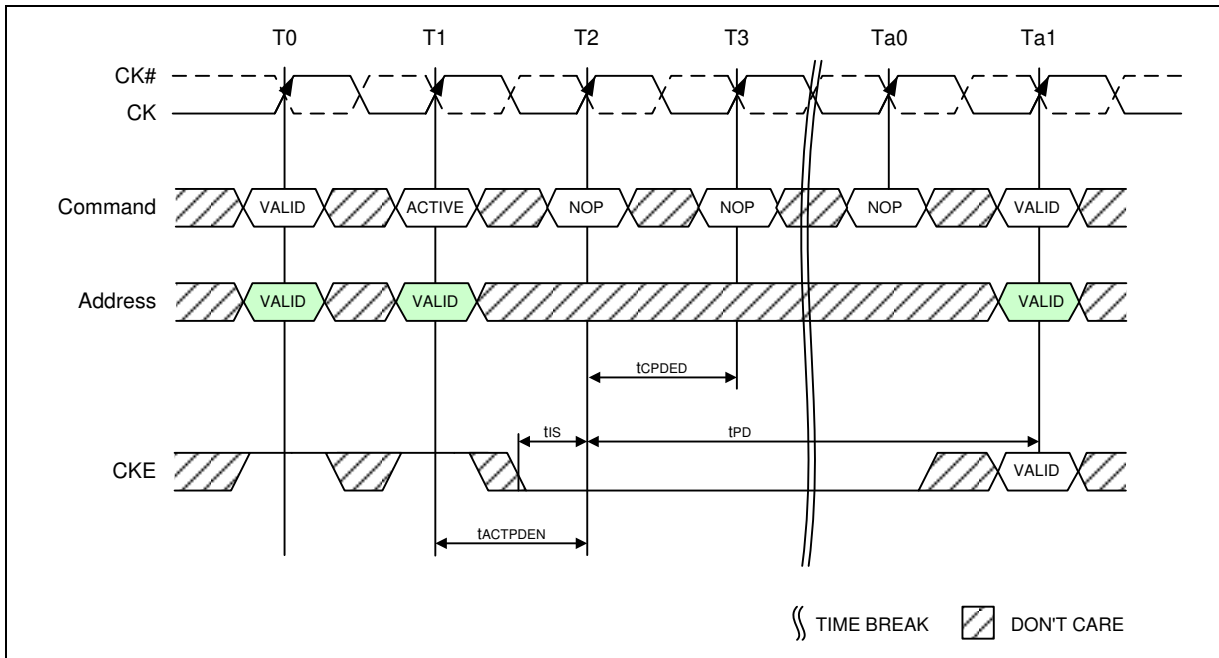 T0 T1 T2 T3 Ta0 Ta1
CK#
CK
Command VALID ACTIVE NOP NOP NOP VALID
Address VALID VALID VALID
tCPDED
tIS tPD
CKE VALID
tACTPDEN
TIME BREAK DON'T CARE